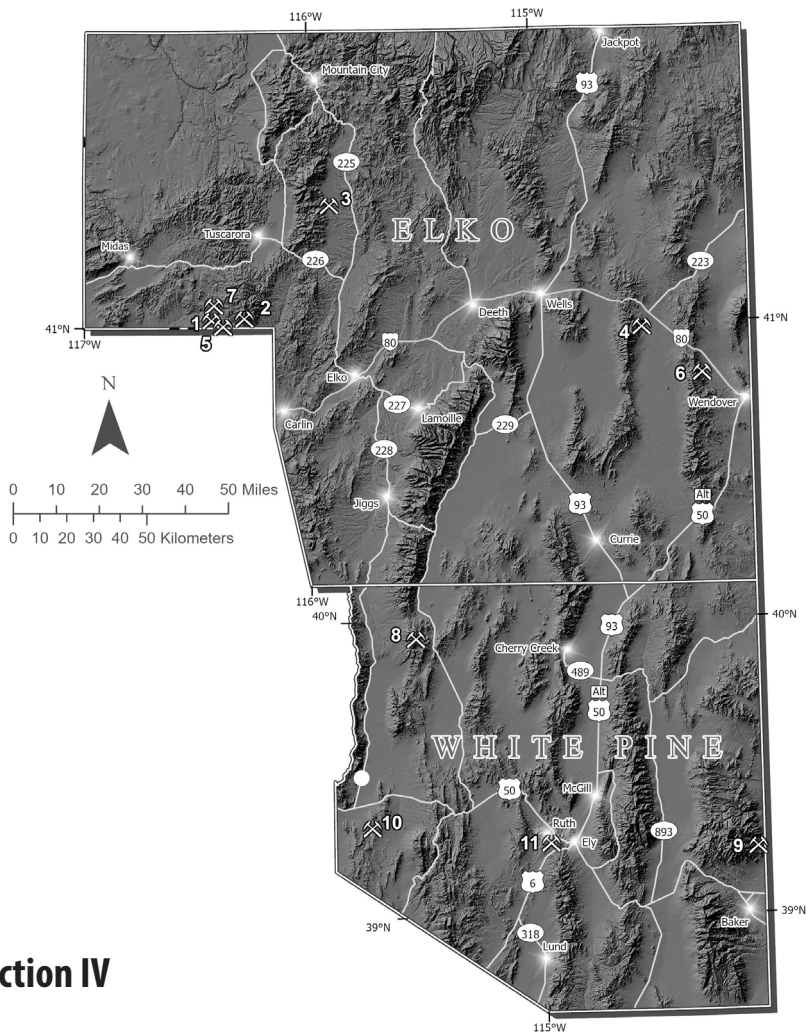 116°W
115°W
Jackpot
Mountain City
93
225
3
ELKO
Tuscarora
Midas
226
223
7
1
2
5
41°N
117°W
Deeth
Wells
4
41°N
80
80
6
Elko
Wendover
N
Carlin
227
Lamoille
229
228
0 10 20 30 40 50 Miles
0 10 20 30 40 50 Kilometers
Jiggs
93
Alt
50
Currie
116°W
40°N
40°N
8
93
Cherry Creek
489
Alt
50
WHITE PINE
50
McGill
10
Ruth
11
Ely
893
9
6
39°N
39°N
Baker
318
Lund
ction IV
115°W